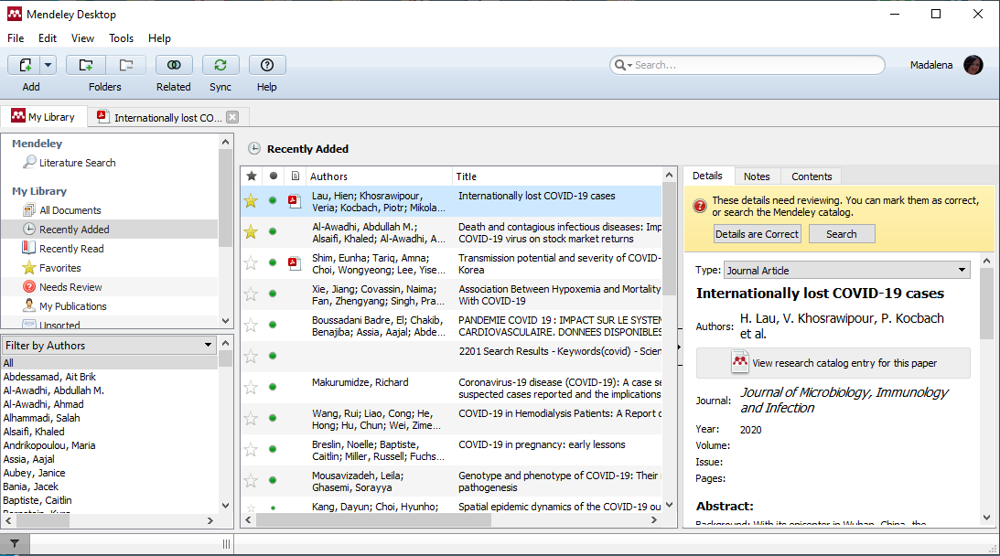 Mendeley Desktop
File Edit View Tools Help
Search...
Madalena
Add Folders Related Sync Help
My Library
Internationally lost CO...
Mendeley
Literature Search
My Library
All Documents
Recently Added
Recently Read
Favorites
Needs Review
My Publications
Unsorted
Filter by Authors
All
Abdessamad, Ait Brik
Al-Awadhi, Abdullah M.
Al-Awadhi, Ahmad
Alhammadi, Salah
Alsaifi, Khaled
Andrikopoulou, Maria
Assia, Aajal
Aubey, Janice
Bania, Jacek
Baptiste, Caitlin
Recently Added
Authors Title
Lau, Hien; Khosrawipour, Internationally lost COVID-19 cases
Veria; Kocbach, Piotr; Mikola...
Al-Awadhi, Abdullah M.; Death and contagious infectious diseases: Imp
Alsaifi, Khaled; Al-Awadhi, A... COVID-19 virus on stock market returns
Shim, Eunha; Tariq, Amna; Transmission potential and severity of COVID-
Choi, Wongyeong; Lee, Yise... Korea
Xie, Jiang; Covassin, Naima; Association Between Hypoxemia and Mortality
Fan, Zhengyang; Singh, Pra... With COVID-19
Boussadani Badre, El; Chakib, PANDEMIE COVID 19 : IMPACT SUR LE SYSTEM
Benajiba; Assia, Aajal; Abde... CARDIOVASCULAIRE. DONNEES DISPONIBLES
2201 Search Results - Keywords(covid) - Scien
Makurumidze, Richard Coronavirus-19 disease (COVID-19): A case se
suspected cases reported and the implications
Wang, Rui; Liao, Cong; He, COVID-19 in Hemodialysis Patients: A Report o
Hong; Hu, Chun; Wei, Zime...
Breslin, Noelle; Baptiste, COVID-19 in pregnancy: early lessons
Caitlin; Miller, Russell; Fuchs...
Mousavizadeh, Leila; Genotype and phenotype of COVID-19: Their
Ghasemi, Sorayya pathogenesis
Kang, Dayun; Choi, Hyunho; Spatial epidemic dynamics of the COVID-19 ou
Details Notes Contents
These details need reviewing. You can mark them as correct,
or search the Mendeley catalog.
Details are Correct Search
Type: Journal Article
Internationally lost COVID-19 cases
Authors: H. Lau, V. Khosrawipour, P. Kocbach
et al.
View research catalog entry for this paper
Journal: Journal of Microbiology, Immunology
and Infection
Year: 2020
Volume:
Issue:
Pages:
Abstract:
Background: With its epicenter in Wuhan, China, the